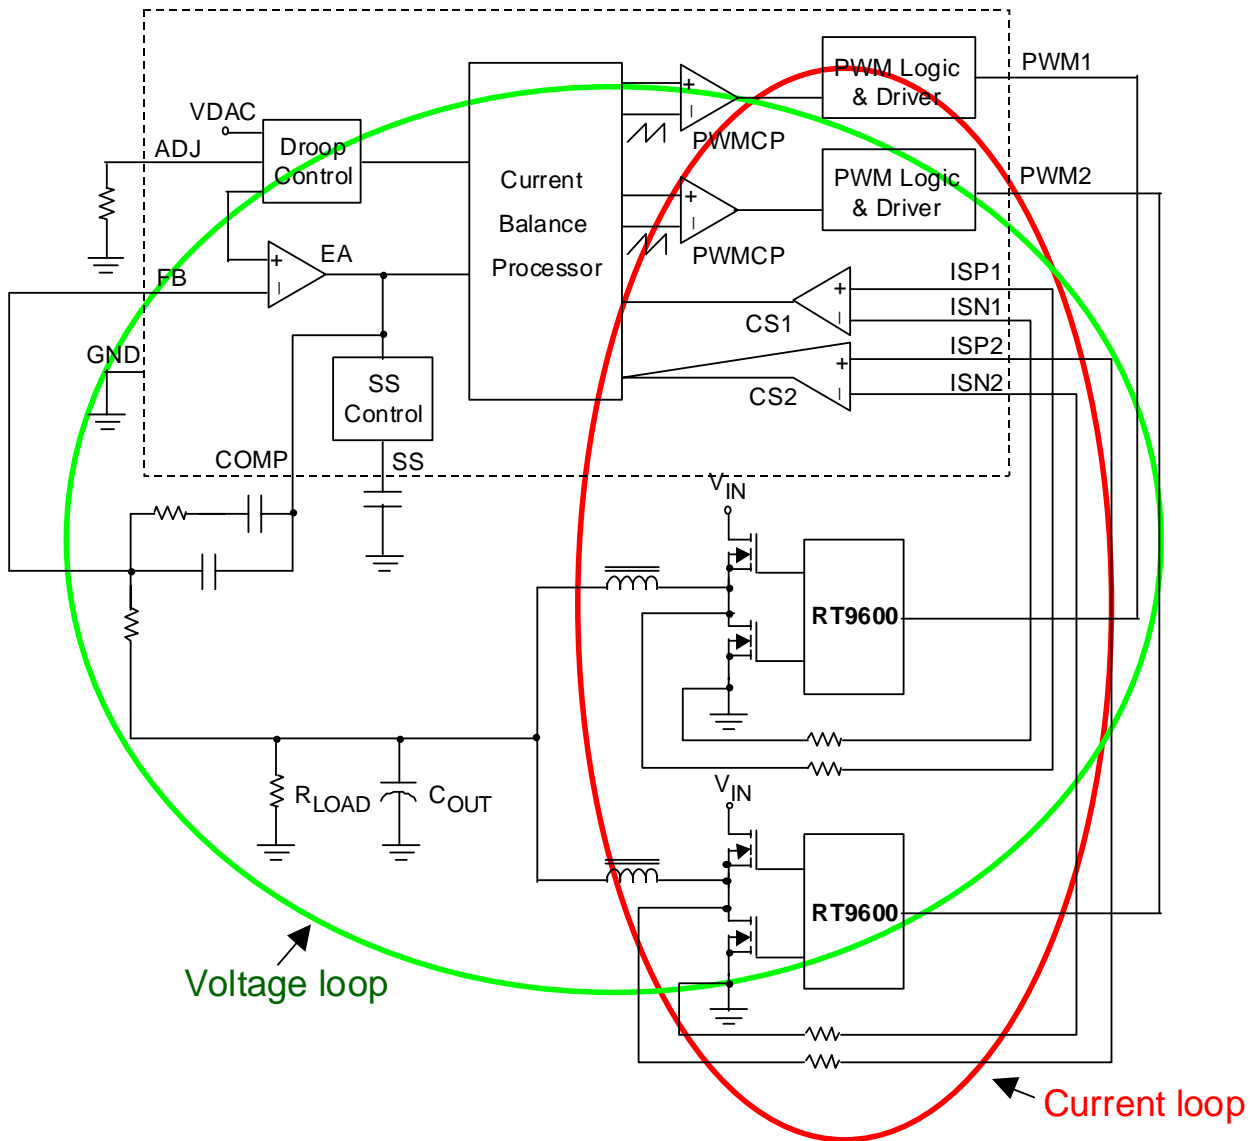 PWM Logic
& Driver
PWM1
VDAC
ADJ
Droop
Control
PWMCP
PWM Logic
& Driver
PWM2
Current
Balance
Processor
PWMCP
EA
FB
ISP1
ISN1
CS1
ISP2
ISN2
CS2
GND
SS
Control
COMP
SS
VIN
RT9600
VIN
RLOAD
COUT
RT9600
Voltage loop
Current loop